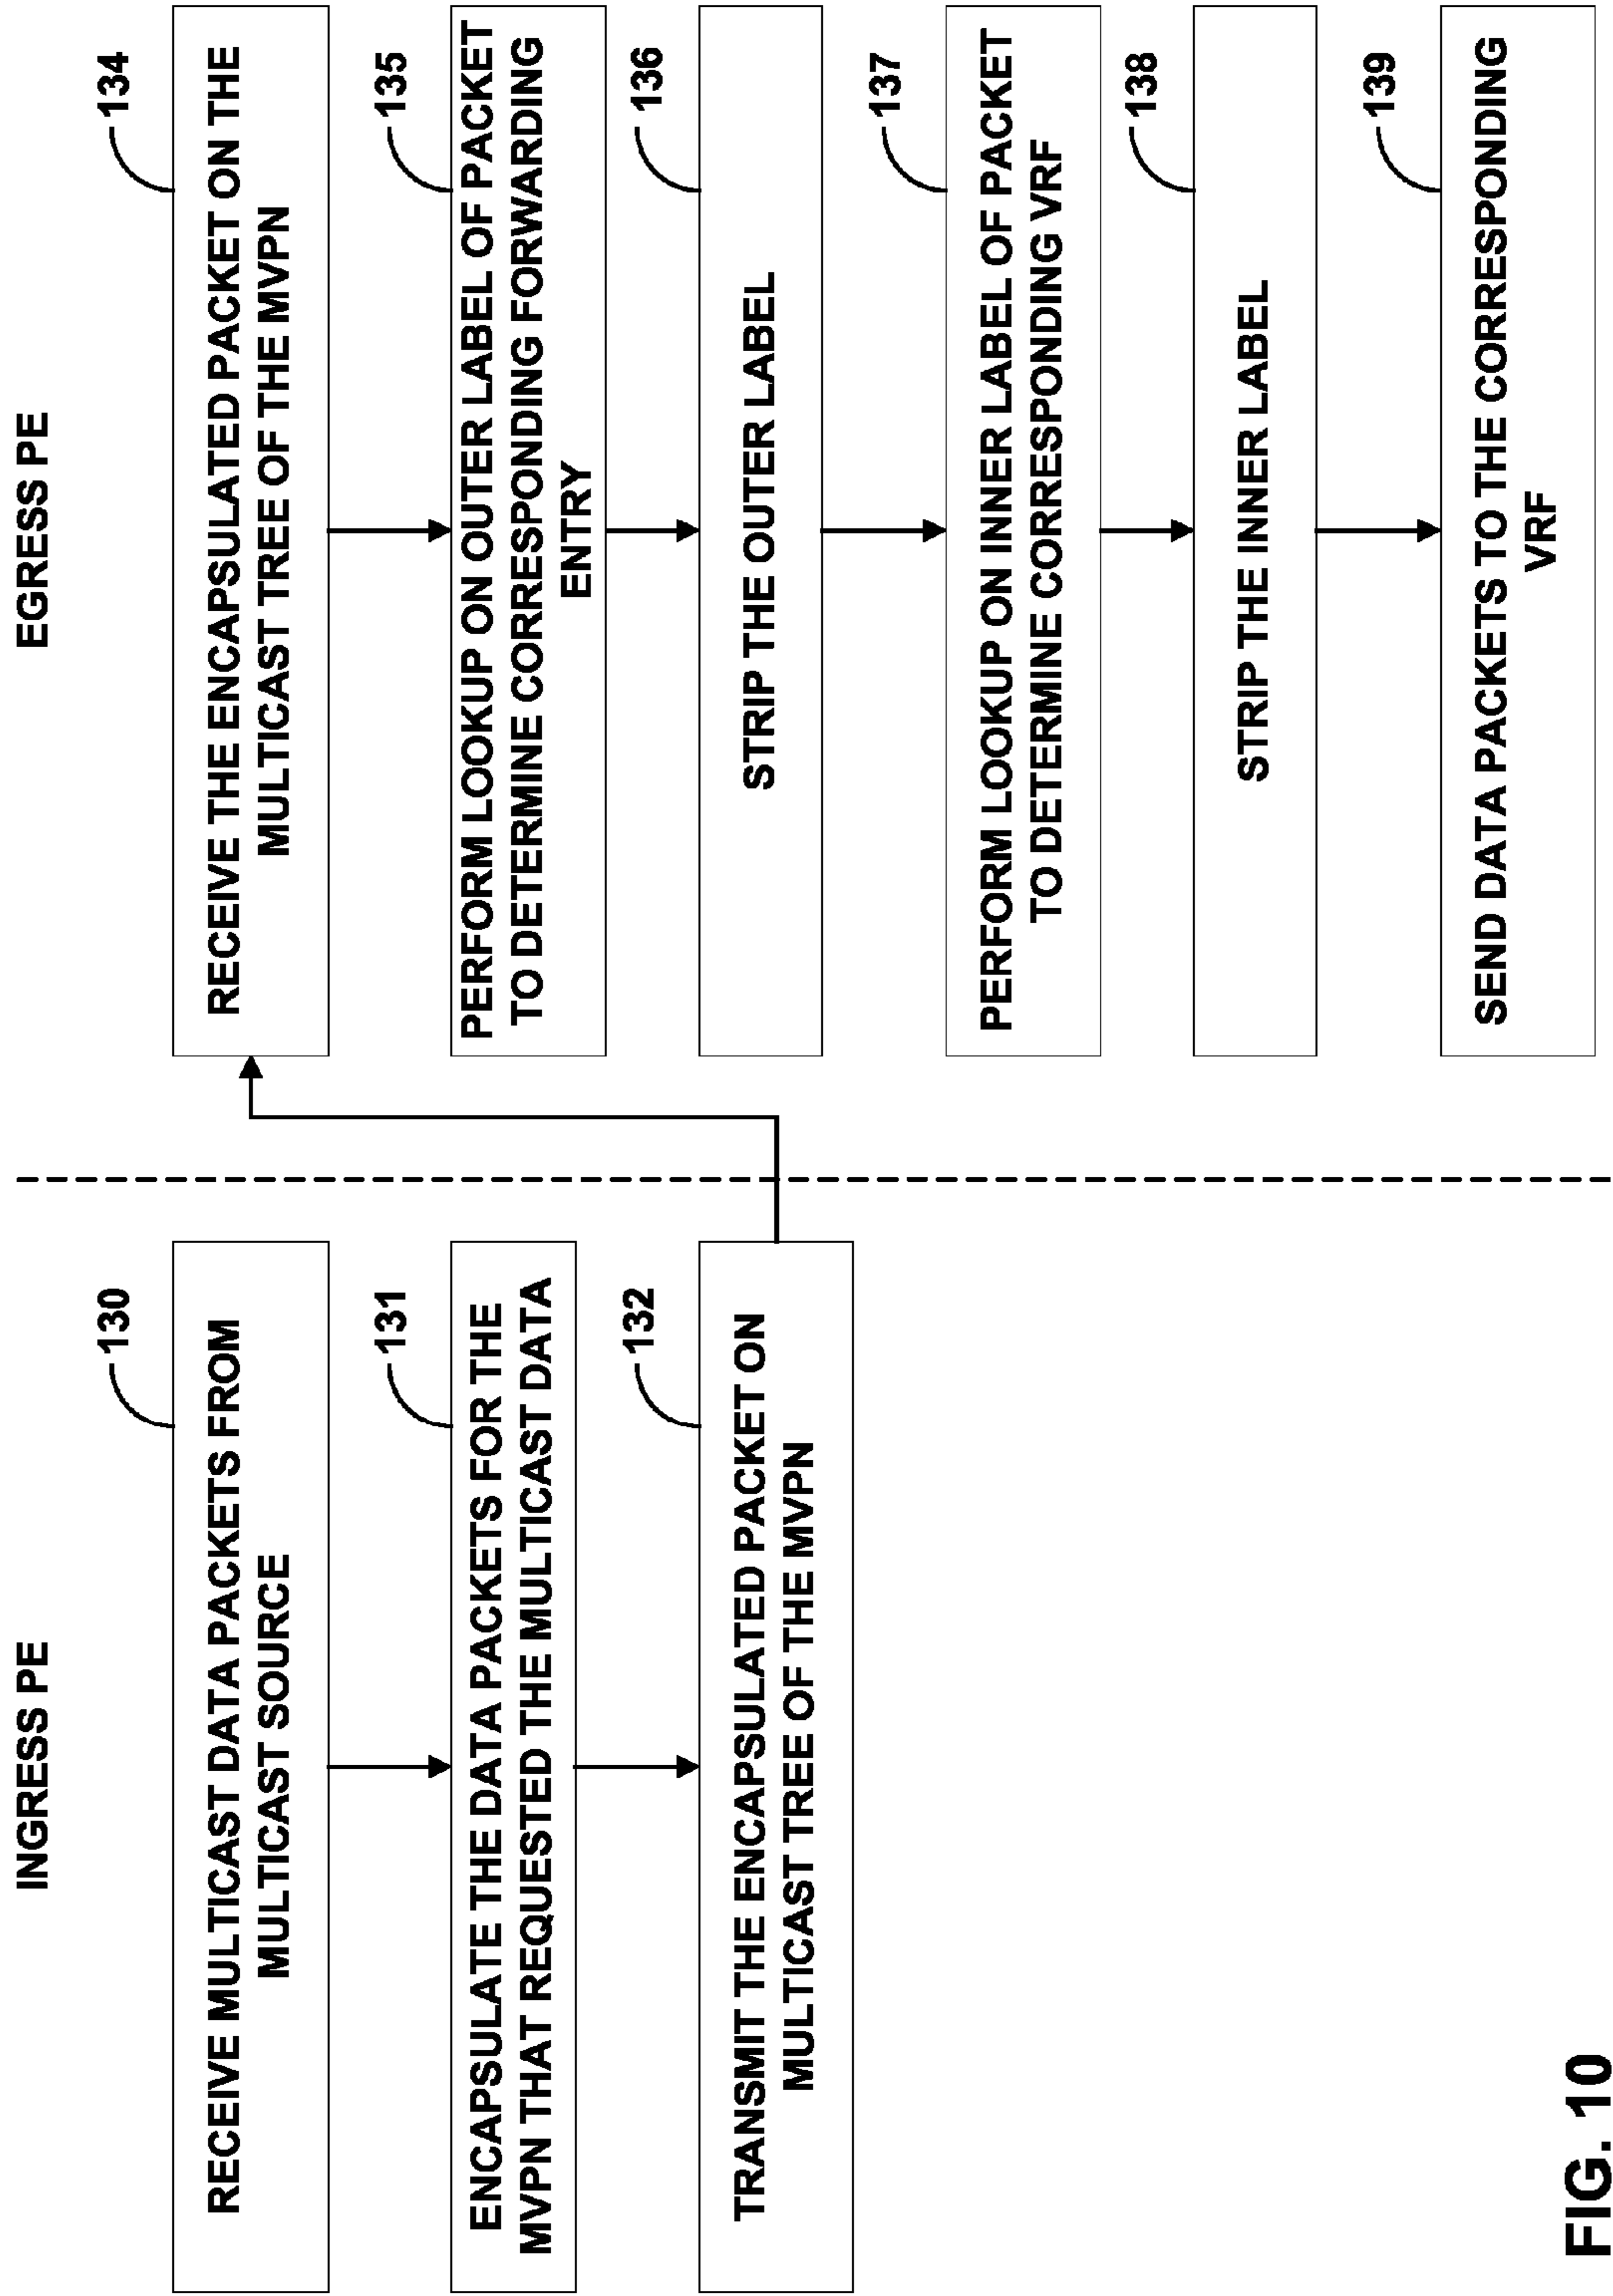 INGRESS PE
130
RECEIVE MULTICAST DATA PACKETS FROM
MULTICAST SOURCE
131
ENCAPSULATE THE DATA PACKETS FOR THE
MVPN THAT REQUESTED THE MULTICAST DATA
132
TRANSMIT THE ENCAPSULATED PACKET ON
MULTICAST TREE OF THE MVPN
EGRESS PE
134
RECEIVE THE ENCAPSULATED PACKET ON THE
MULTICAST TREE OF THE MVPN
135
PERFORM LOOKUP ON OUTER LABEL OF PACKET
TO DETERMINE CORRESPONDING FORWARDING
ENTRY
136
STRIP THE OUTER LABEL
137
PERFORM LOOKUP ON INNER LABEL OF PACKET
TO DETERMINE CORRESPONDING VRF
138
STRIP THE INNER LABEL
139
SEND DATA PACKETS TO THE CORRESPONDING
VRF
FIG. 10